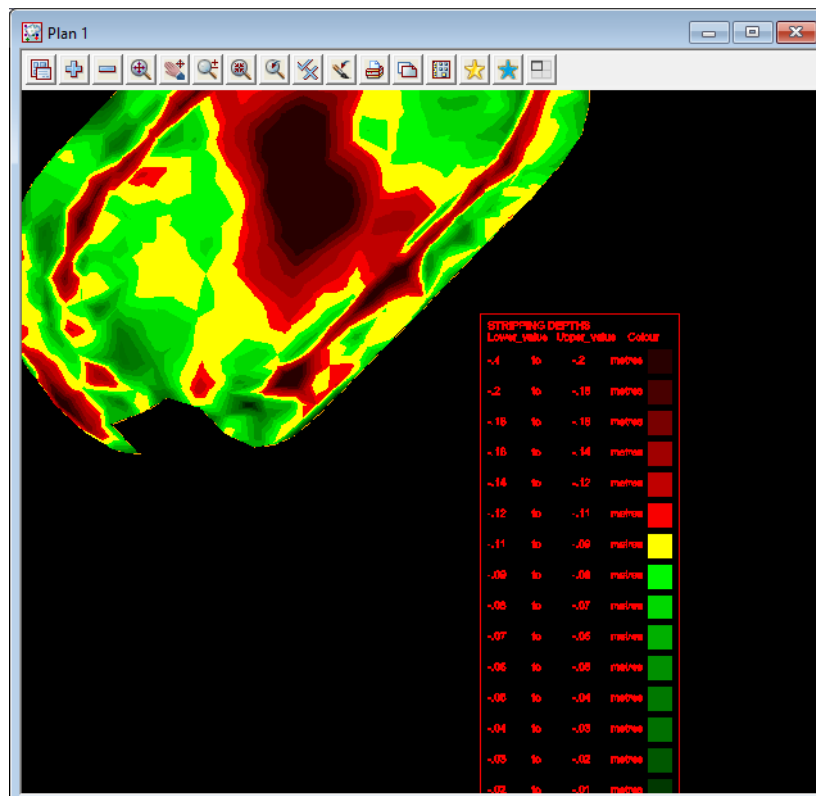 Plan 1
STRIPPING DEPTHS
Lower_value Upper_value Colour
-.4 to -.2 metres
-.2 to -.18 metres
-.18 to -.16 metres
-.16 to -.14 metres
-.14 to -.12 metres
-.12 to -.11 metres
-.11 to -.09 metres
-.09 to -.08 metres
-.08 to -.07 metres
-.07 to -.06 metres
-.06 to -.05 metres
-.05 to -.04 metres
-.04 to -.03 metres
-.03 to -.02 metres
-.02 to -.01 metres